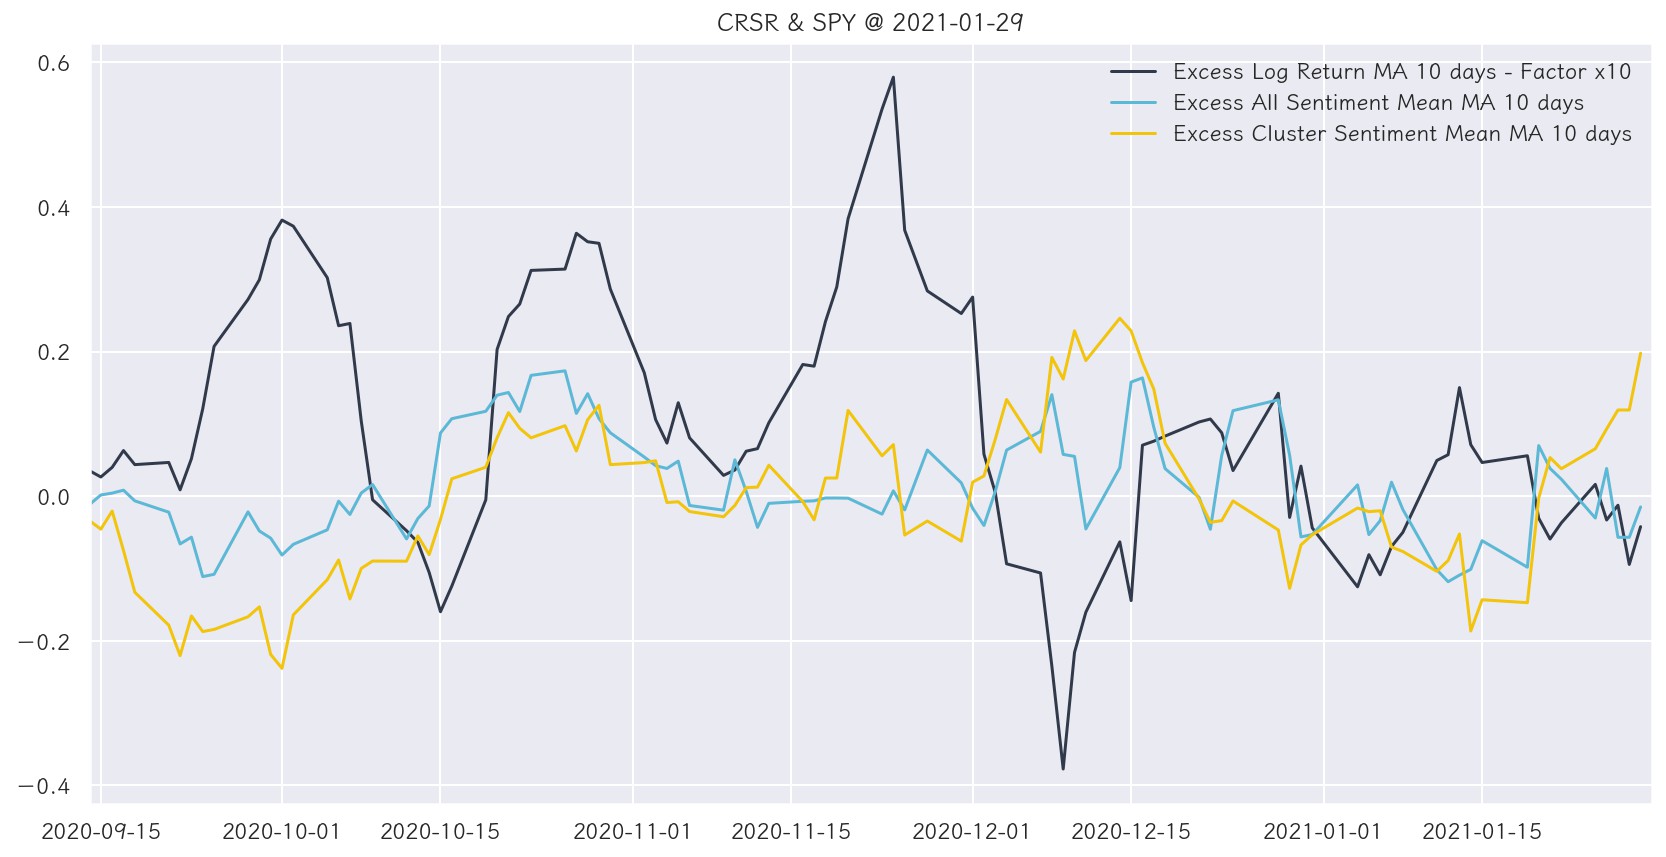 CRSR & SPY @ 2021-01-29
Excess Log Return MA 10 days - Factor x10
Excess All Sentiment Mean MA 10 days
Excess Cluster Sentiment Mean MA 10 days
0.6
0.4
0.2
0.0
−0.2
−0.4
2020-09-15 2020-10-01 2020-10-15 2020-11-01 2020-11-15 2020-12-01 2020-12-15 2021-01-01 2021-01-15